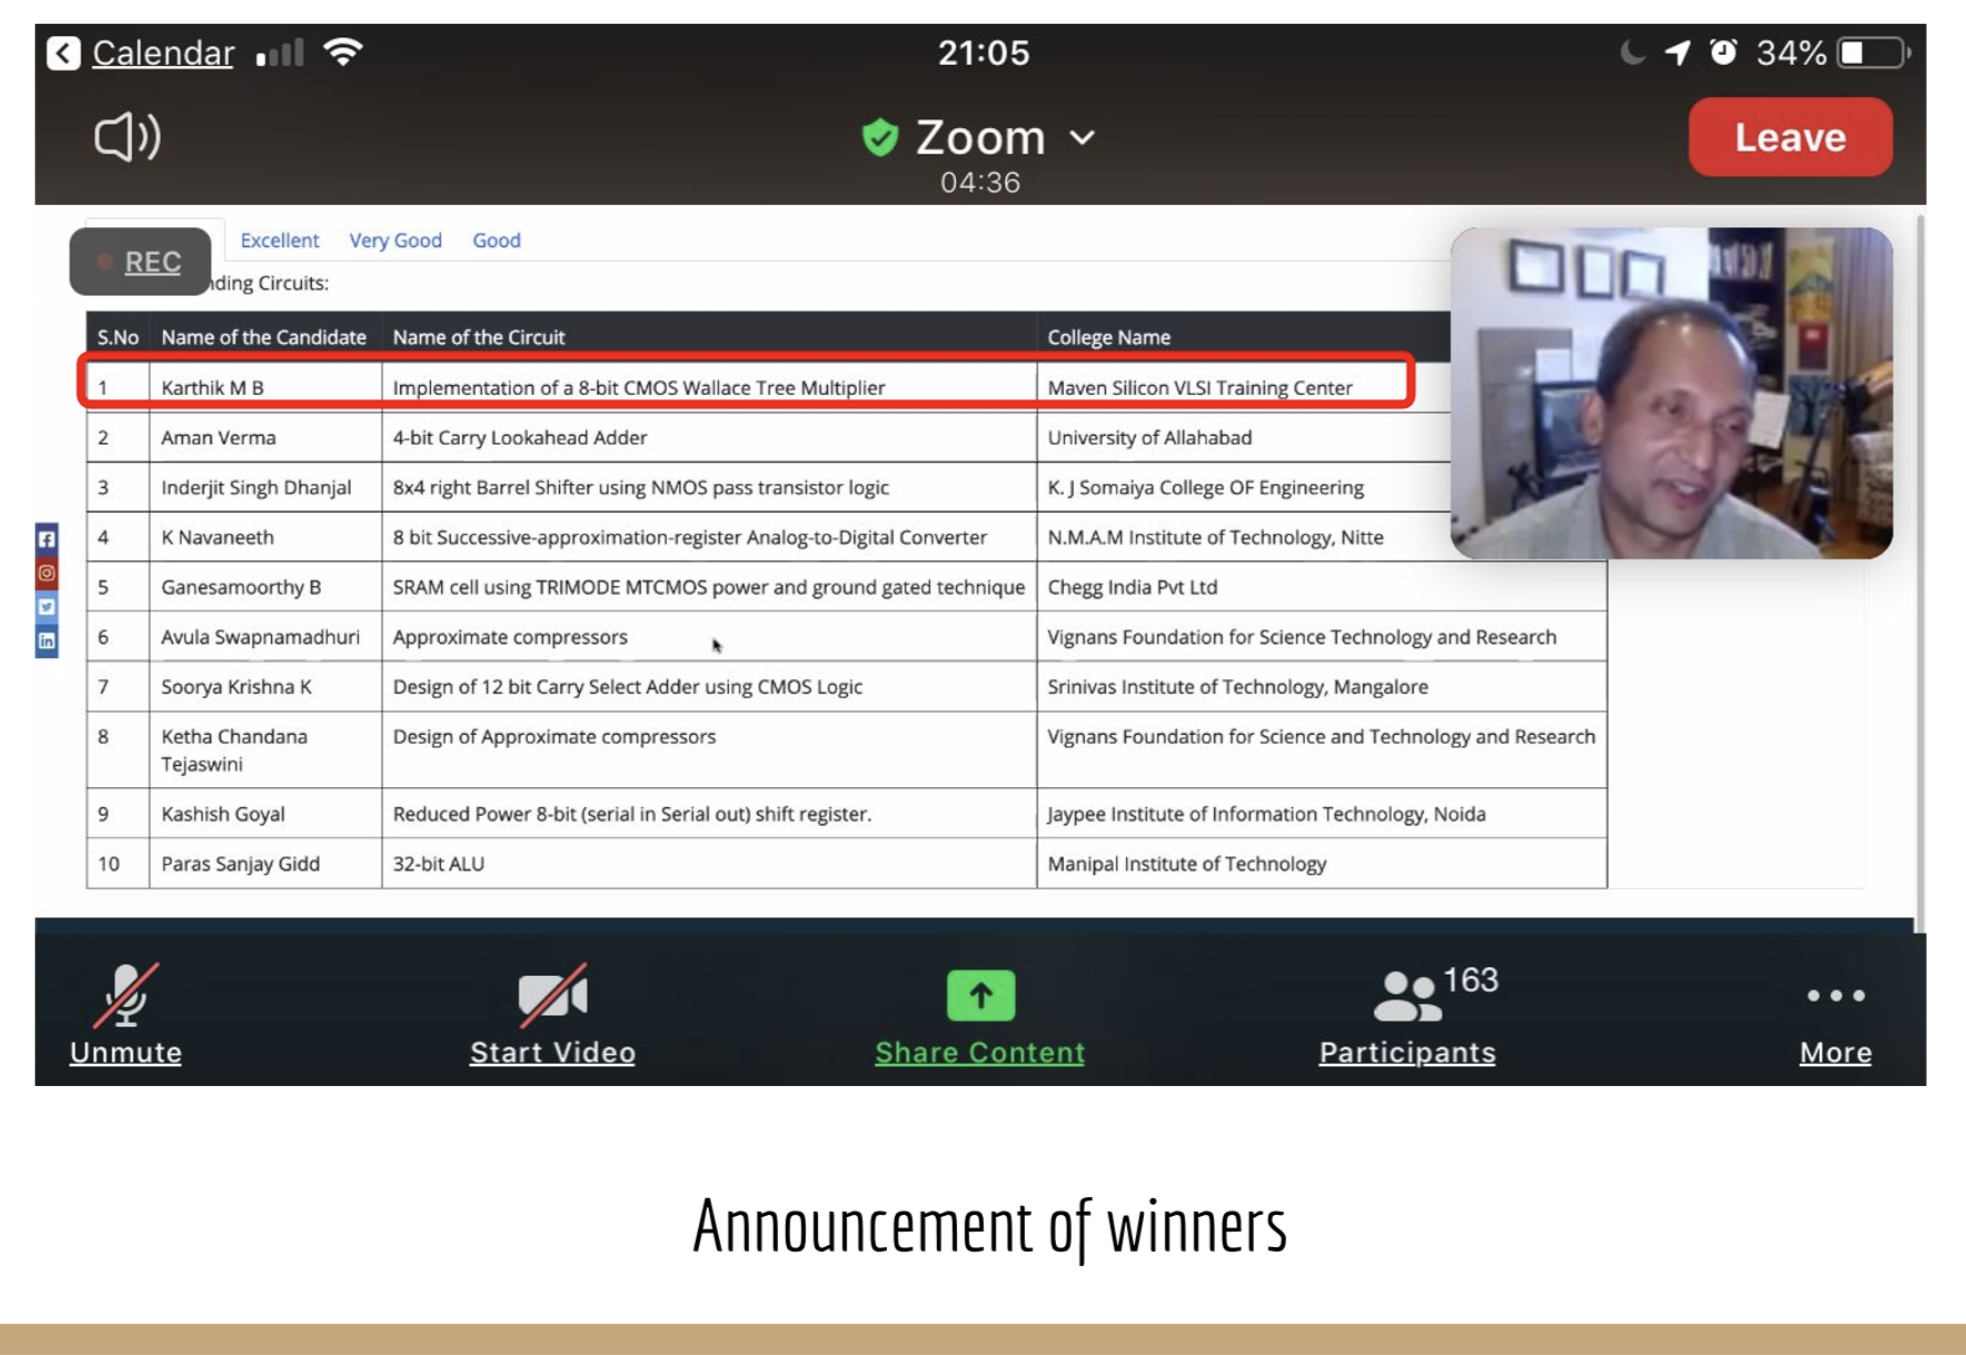 Calendar 21:05 34%
Zoom
04:36
Leave
REC Excellent Very Good Good
nding Circuits:
S.No Name of the Candidate Name of the Circuit College Name
1 Karthik M B Implementation of a 8-bit CMOS Wallace Tree Multiplier Maven Silicon VLSI Training Center
2 Aman Verma 4-bit Carry Lookahead Adder University of Allahabad
3 Inderjit Singh Dhanjal 8x4 right Barrel Shifter using NMOS pass transistor logic K. J Somaiya College OF Engineering
4 K Navaneeth 8 bit Successive-approximation-register Analog-to-Digital Converter N.M.A.M Institute of Technology, Nitte
5 Ganesamoorthy B SRAM cell using TRIMODE MTCMOS power and ground gated technique Chegg India Pvt Ltd
6 Avula Swapnamadhuri Approximate compressors Vignans Foundation for Science Technology and Research
7 Soorya Krishna K Design of 12 bit Carry Select Adder using CMOS Logic Srinivas Institute of Technology, Mangalore
8 Ketha Chandana Design of Approximate compressors Vignans Foundation for Science and Technology and Research
Tejaswini
9 Kashish Goyal Reduced Power 8-bit (serial in Serial out) shift register. Jaypee Institute of Information Technology, Noida
10 Paras Sanjay Gidd 32-bit ALU Manipal Institute of Technology
163
Unmute Start Video Share Content Participants More
Announcement of winners